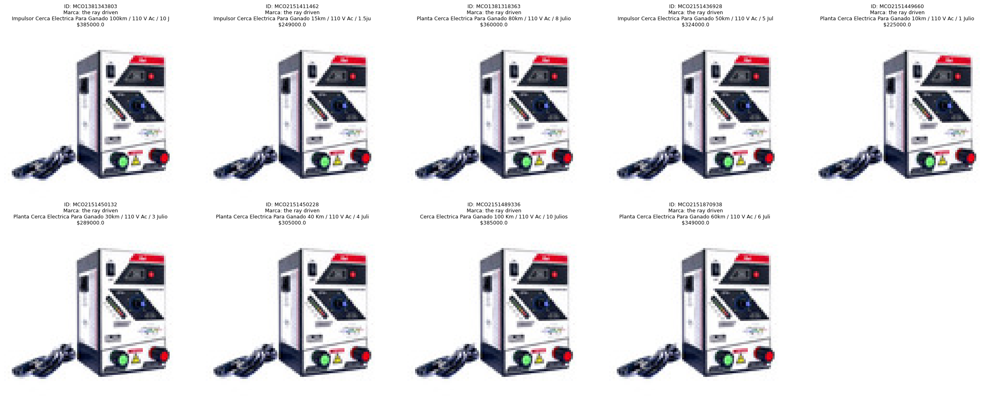 ID: MCO1381343803
Marca: the ray driven
Impulsor Cerca Electrica Para Ganado 100km / 110 V Ac / 10 J
$385000.0
ID: MCO2151411462
Marca: the ray driven
Impulsor Cerca Electrica Para Ganado 15km / 110 V Ac / 1.5ju
$249000.0
ID: MCO1381318363
Marca: the ray driven
Planta Cerca Electrica Para Ganado 80km / 110 V Ac / 8 Julio
$360000.0
ID: MCO2151436928
Marca: the ray driven
Impulsor Cerca Electrica Para Ganado 50km / 110 V Ac / 5 Jul
$324000.0
ID: MCO2151449660
Marca: the ray driven
Planta Cerca Electrica Para Ganado 10km / 110 V Ac / 1 Julio
$225000.0
ID: MCO2151450132
Marca: the ray driven
Planta Cerca Electrica Para Ganado 30km / 110 V Ac / 3 Julio
$289000.0
ID: MCO2151450228
Marca: the ray driven
Planta Cerca Electrica Para Ganado 40 Km / 110 V Ac / 4 Juli
$305000.0
ID: MCO2151489336
Marca: the ray driven
Cerca Electrica Para Ganado 100 Km / 110 V Ac / 10 Julios
$385000.0
ID: MCO2151870938
Marca: the ray driven
Planta Cerca Electrica Para Ganado 60km / 110 V Ac / 6 Juli
$349000.0